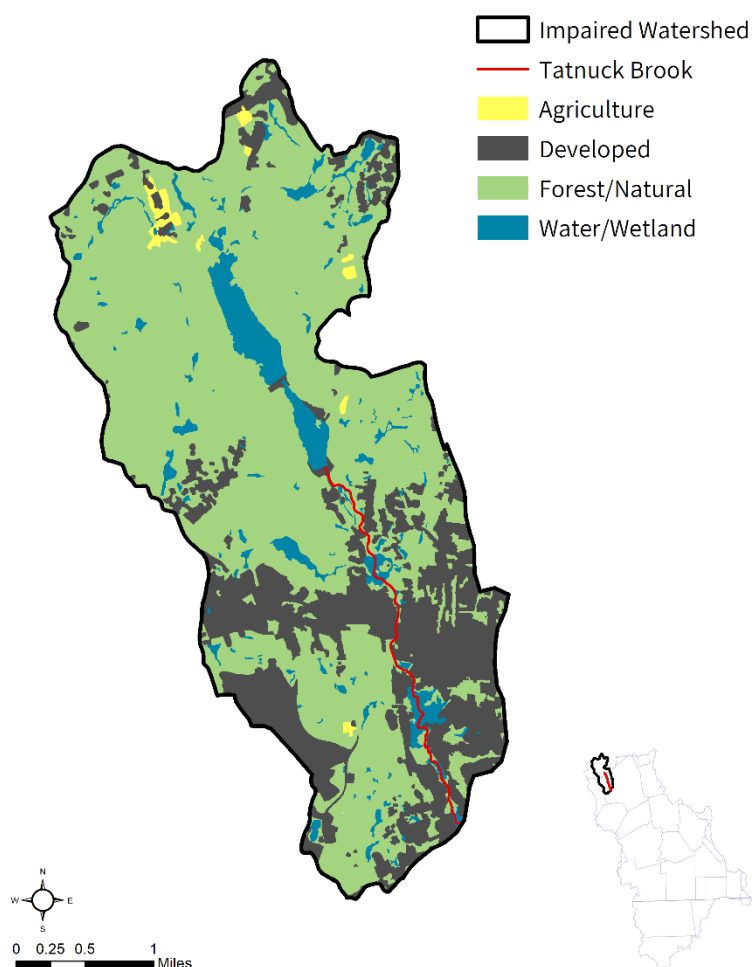 Impaired Watershed
Tatnuck Brook
Agriculture
Developed
Forest/Natural
Water/Wetland
N
W E
S
0 0.25 0.5 1
Miles